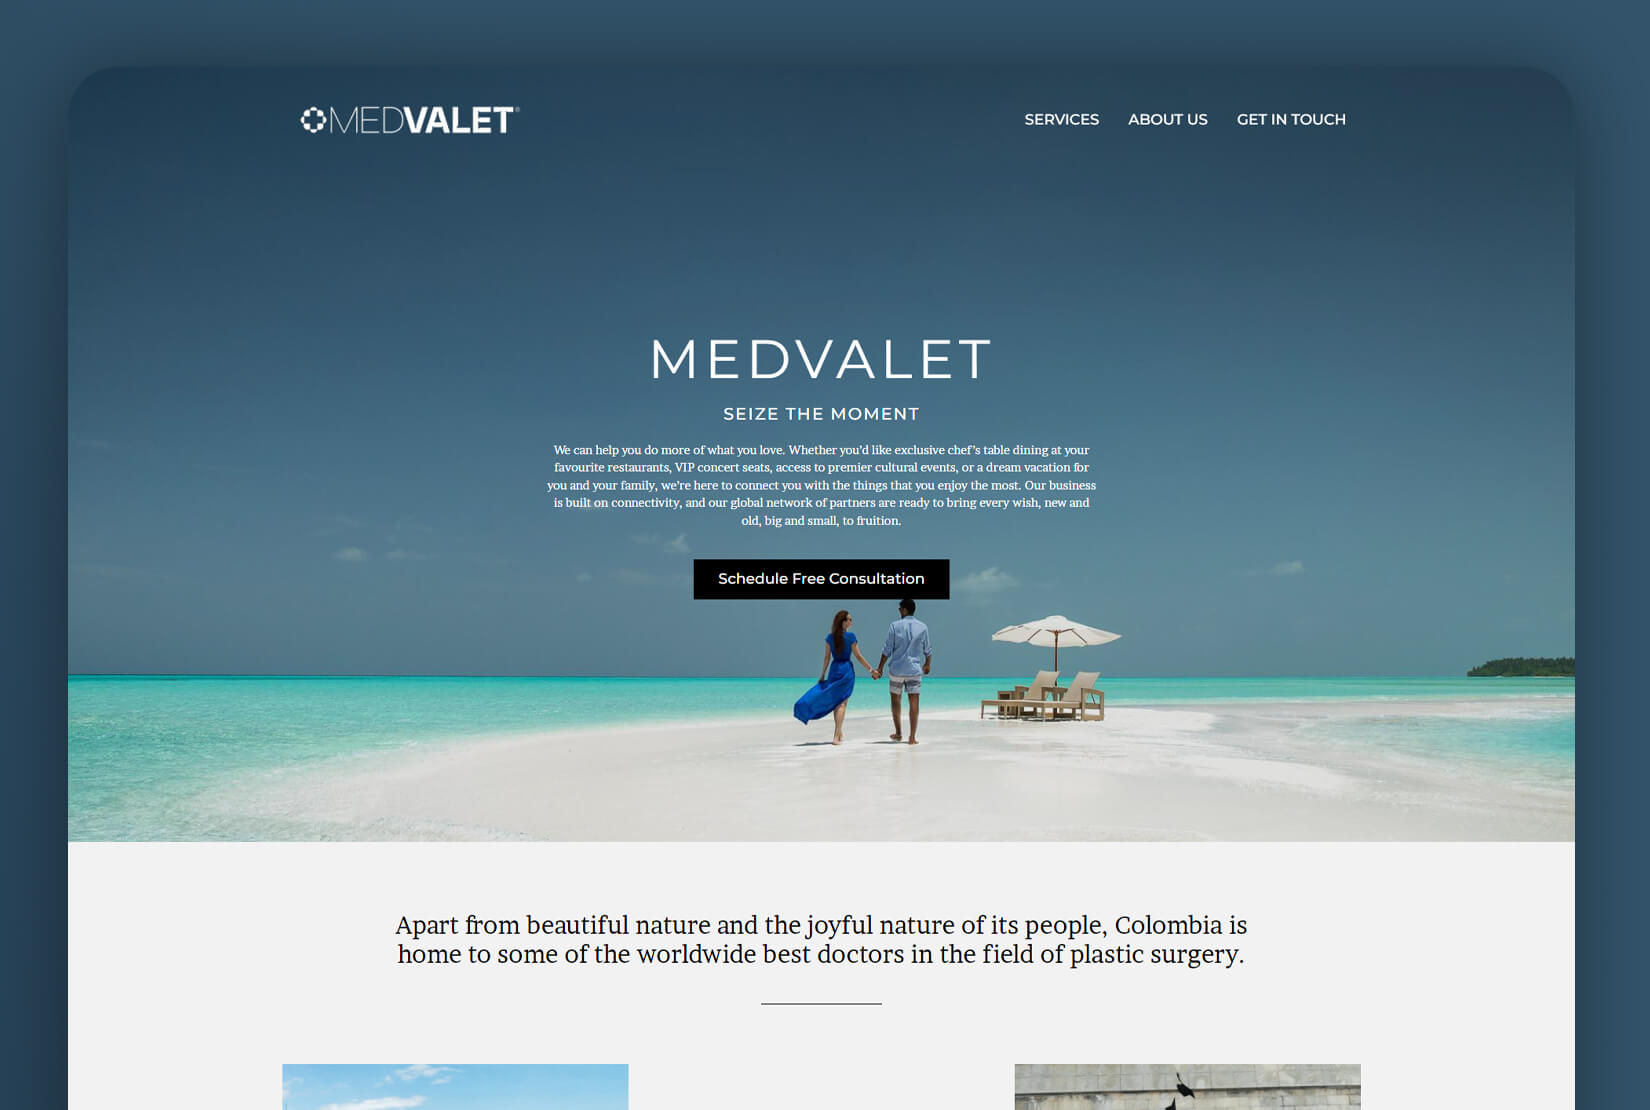 MEDVALET®
SERVICES ABOUT US GET IN TOUCH
MEDVALET
SEIZE THE MOMENT
We can help you do more of what you love. Whether you’d like exclusive chef’s table dining at your
favourite restaurants, VIP concert seats, access to premier cultural events, or a dream vacation for
you and your family, we’re here to connect you with the things that you enjoy the most. Our business
is built on connectivity, and our global network of partners are ready to bring every wish, new and
old, big and small, to fruition.
Schedule Free Consultation
Apart from beautiful nature and the joyful nature of its people, Colombia is
home to some of the worldwide best doctors in the field of plastic surgery.